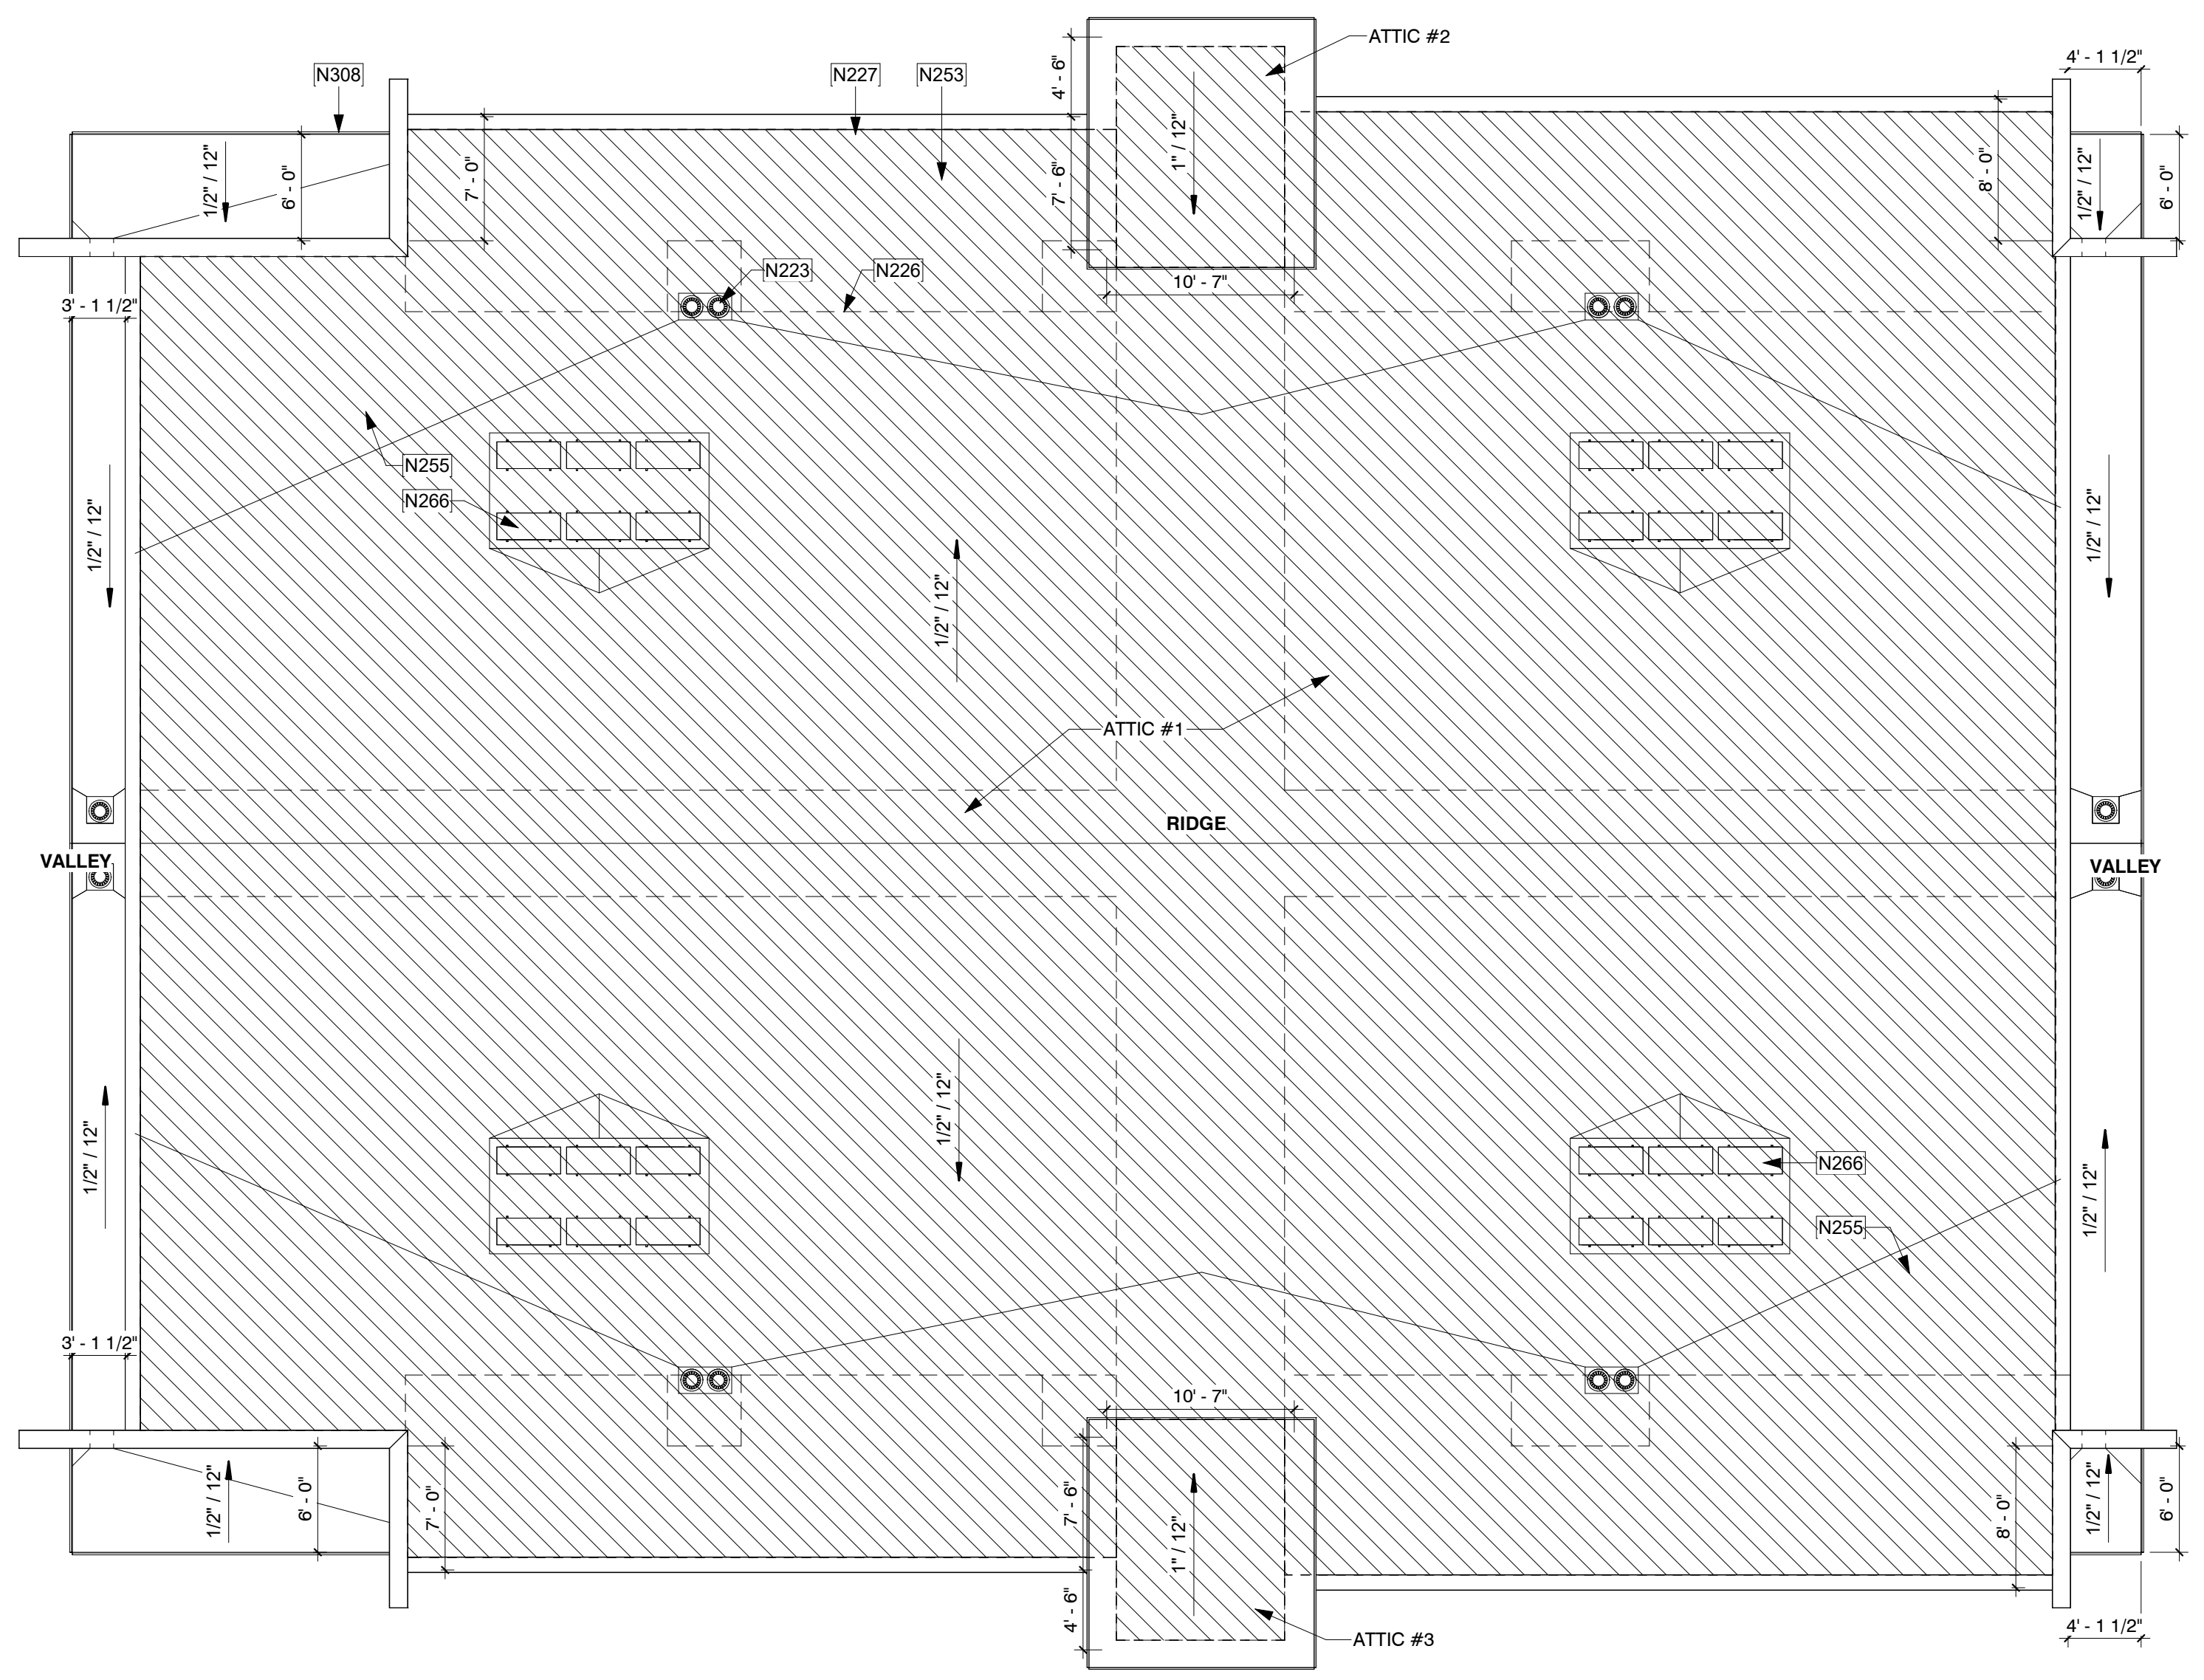 ATTIC #2
4' - 1 1/2"
N308
N227
N253
4' - 6"
1/2" / 12"
6' - 0"
7' - 0"
7' - 6"
1" / 12"
8' - 0"
1/2" / 12"
6' - 0"
N223
N226
10' - 7"
3' - 1 1/2"
N255
N266
1/2" / 12"
1/2" / 12"
1/2" / 12"
ATTIC #1
RIDGE
VALLEY
VALLEY
1/2" / 12"
1/2" / 12"
N266
1/2" / 12"
N255
3' - 1 1/2"
10' - 7"
1/2" / 12"
6' - 0"
7' - 0"
7' - 6"
1" / 12"
8' - 0"
1/2" / 12"
6' - 0"
4' - 6"
ATTIC #3
4' - 1 1/2"